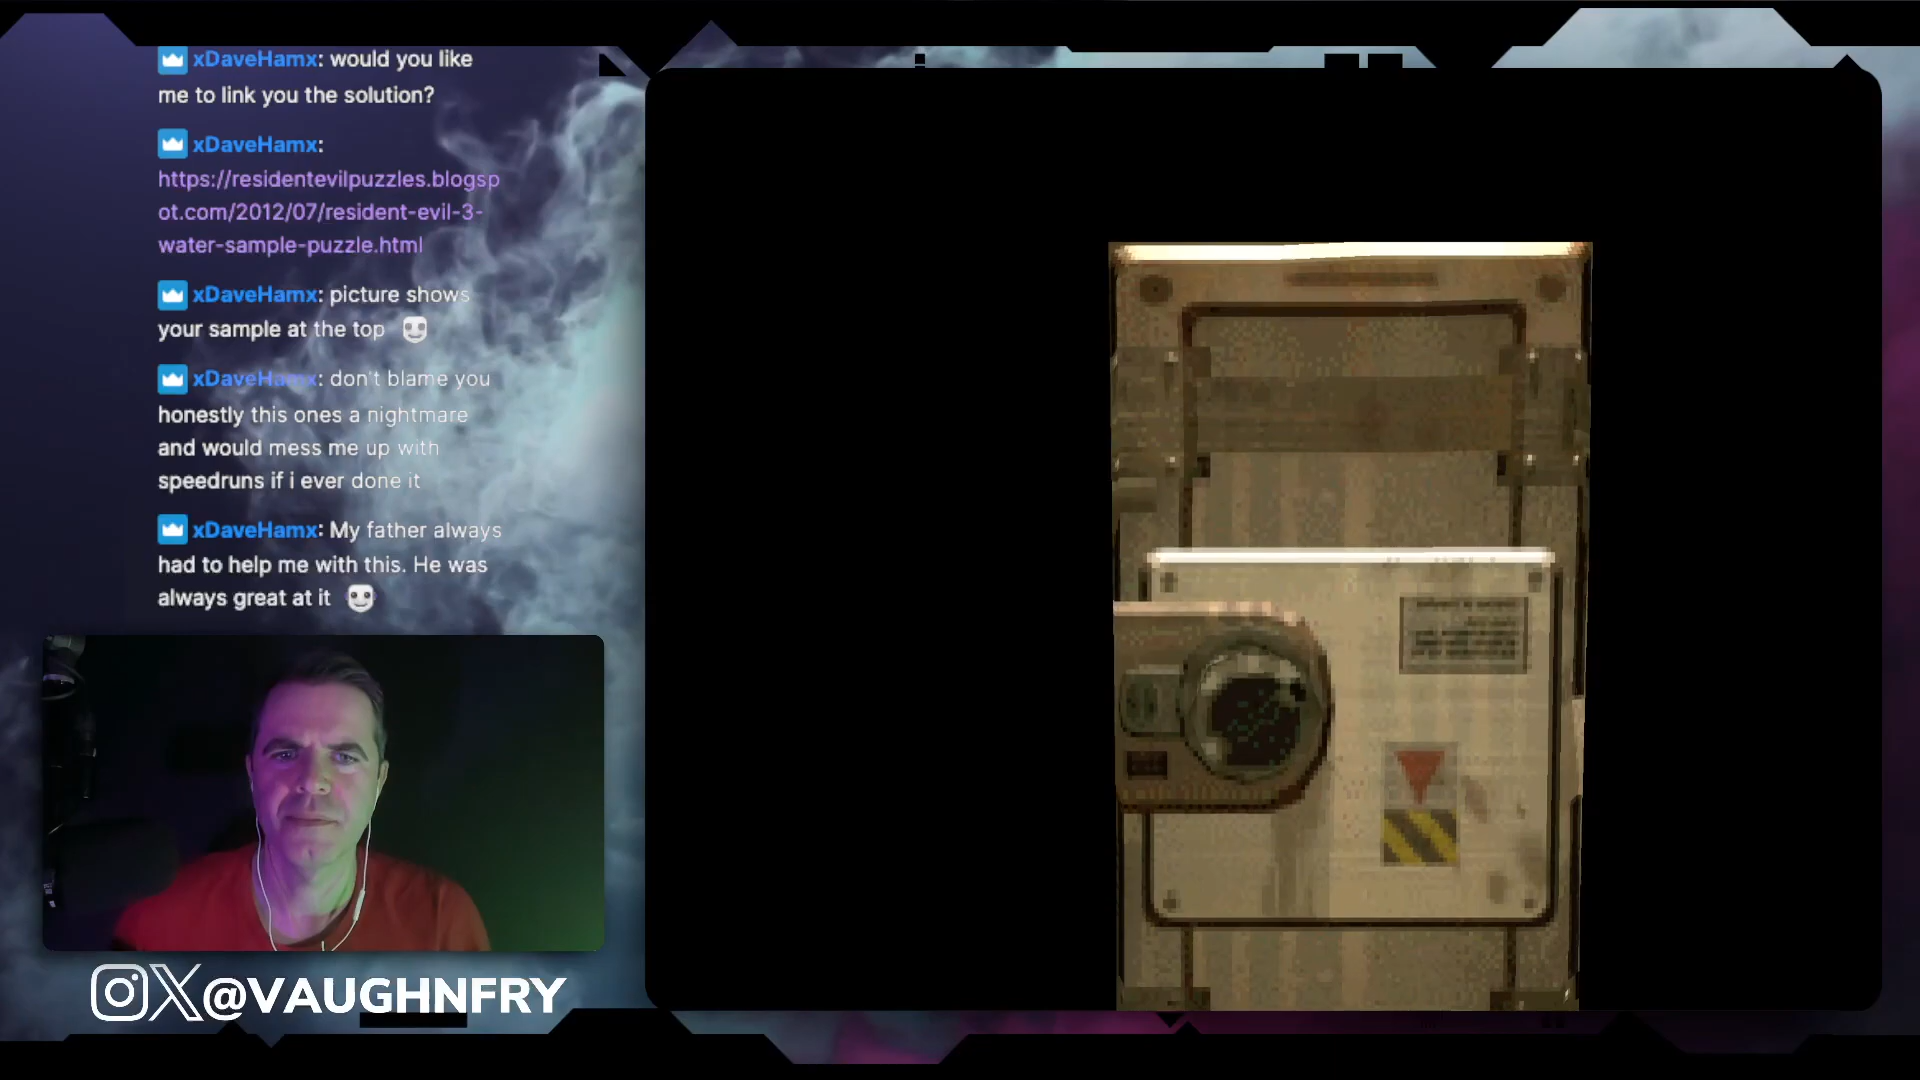 xDaveHamx: would you like
me to link you the solution?
xDaveHamx:
https://residentevilpuzzles.blogsp
ot.com/2012/07/resident-evil-3-
water-sample-puzzle.html
xDaveHamx: picture shows
your sample at the top
xDaveHamx: don't blame you
honestly this ones a nightmare
and would mess me up with
speedruns if i ever done it
xDaveHamx: My father always
had to help me with this. He was
always great at it
@VAUGHNFRY